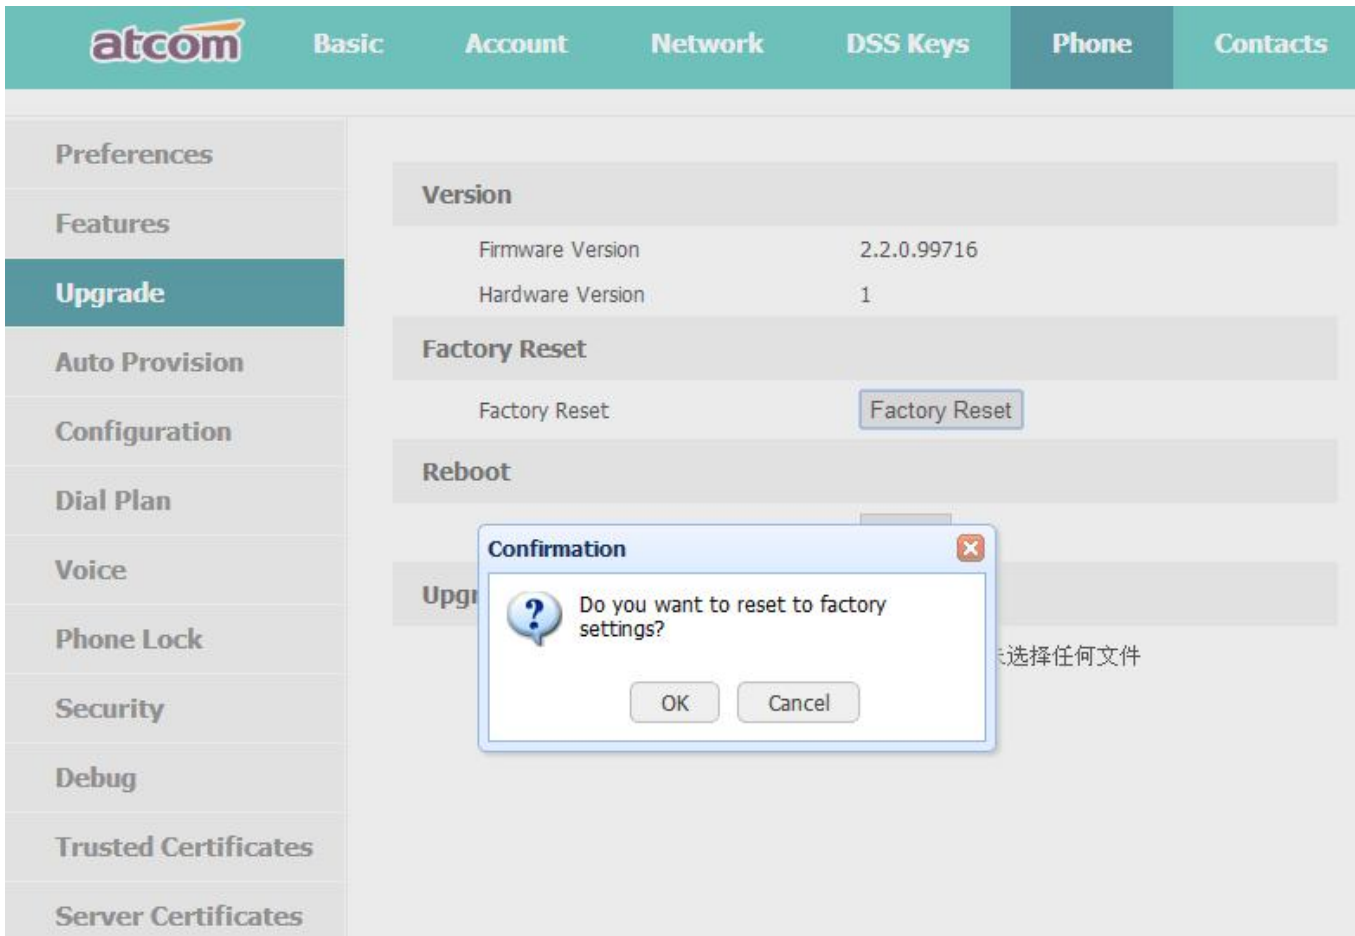 atcom Basic Account Network DSS Keys Phone Contacts
Preferences
Features
Upgrade
Auto Provision
Configuration
Dial Plan
Voice
Phone Lock
Security
Debug
Trusted Certificates
Server Certificates
Version
Firmware Version 2.2.0.99716
Hardware Version 1
Factory Reset
Factory Reset Factory Reset
Reboot
Upgr
选择任何文件
Confirmation
Do you want to reset to factory
settings?
OK Cancel